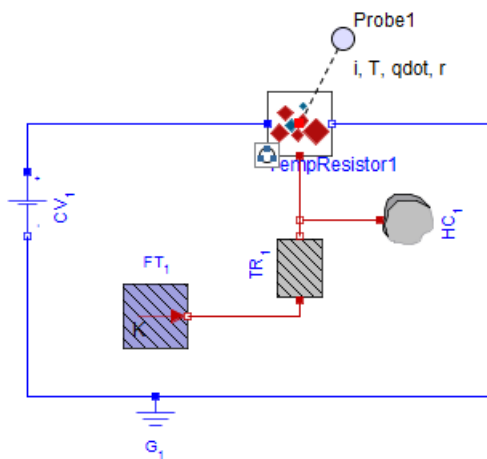 Probe1
i, T, qdot, r
TempResistor1
+
CV1
-
HC1
TR1
FT1
K
G1